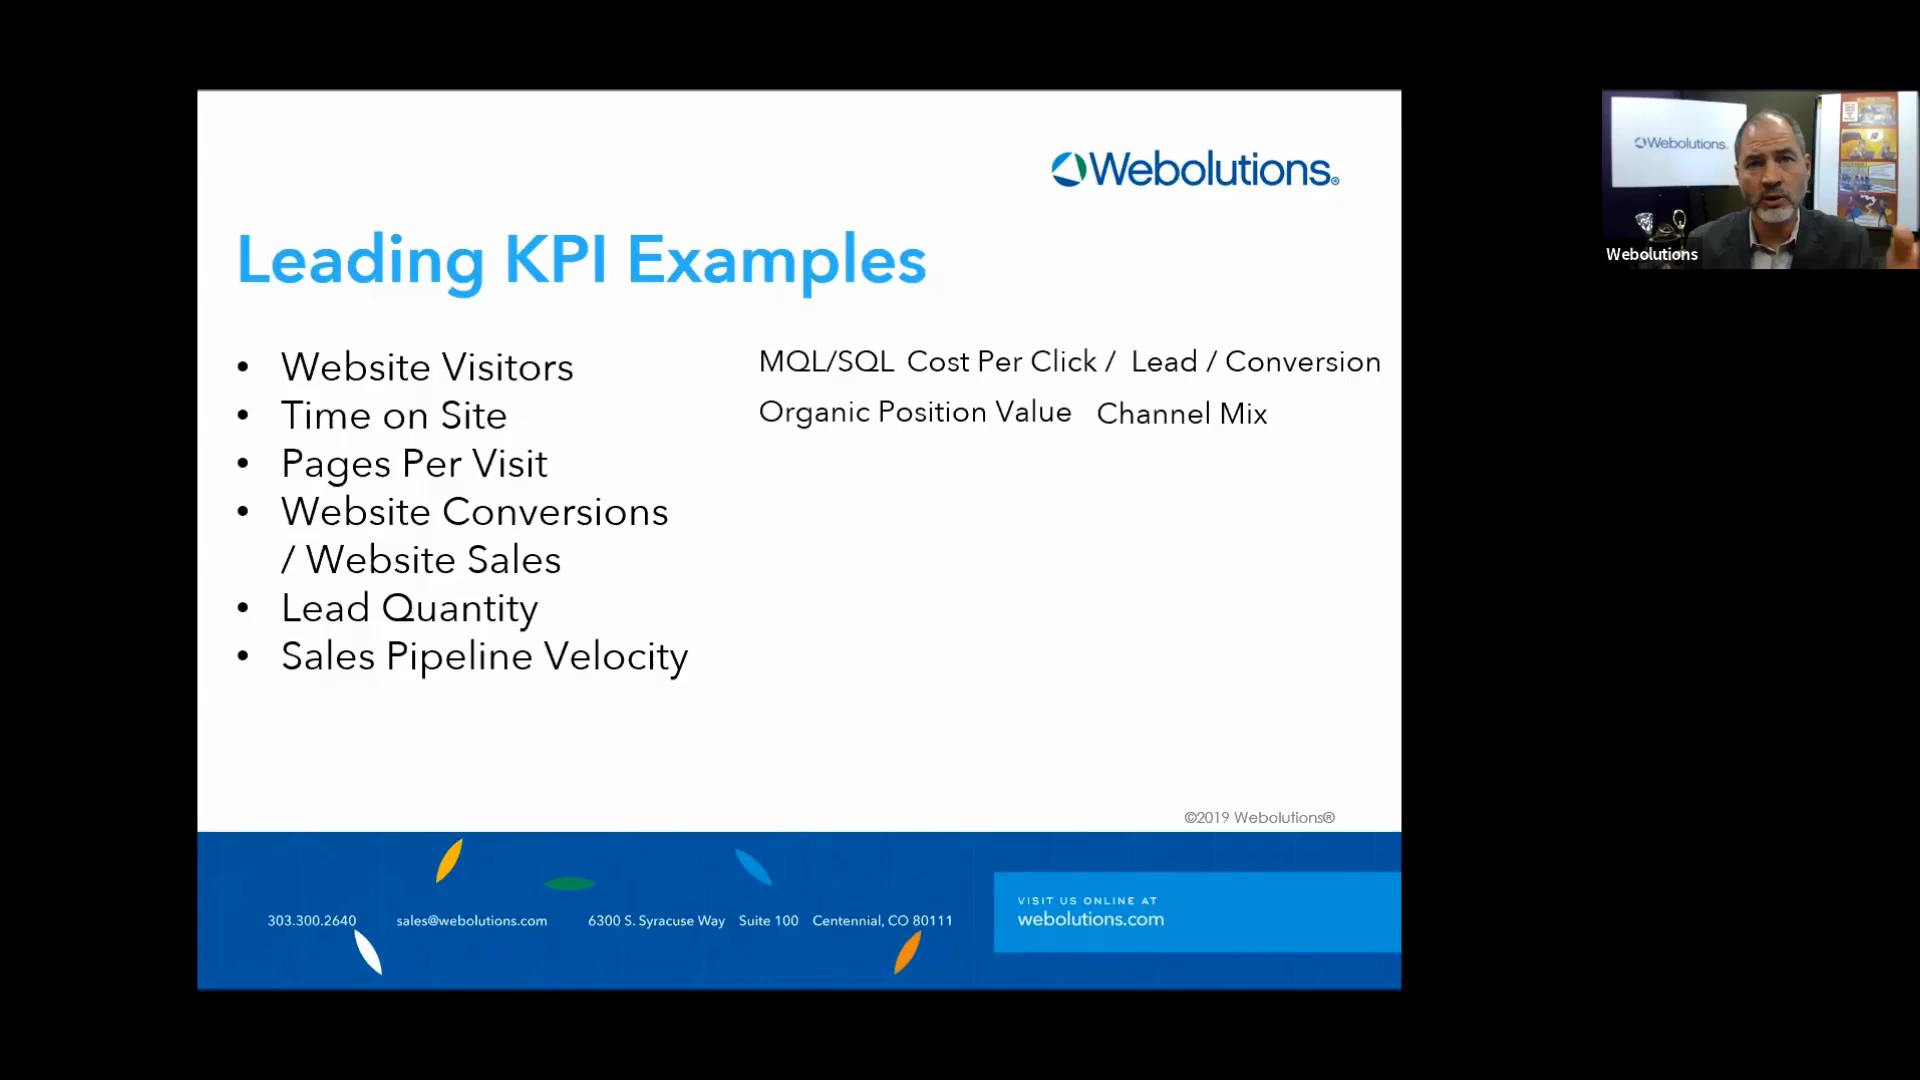 Webolutions®
Leading KPI Examples
• Website Visitors
• Time on Site
• Pages Per Visit
• Website Conversions
/ Website Sales
• Lead Quantity
• Sales Pipeline Velocity
MQL/SQL Cost Per Click / Lead / Conversion
Organic Position Value Channel Mix
©2019 Webolutions®
303.300.2640 sales@webolutions.com 6300 S. Syracuse Way Suite 100 Centennial, CO 80111
VISIT US ONLINE AT
webolutions.com
Webolutions
Webolutions